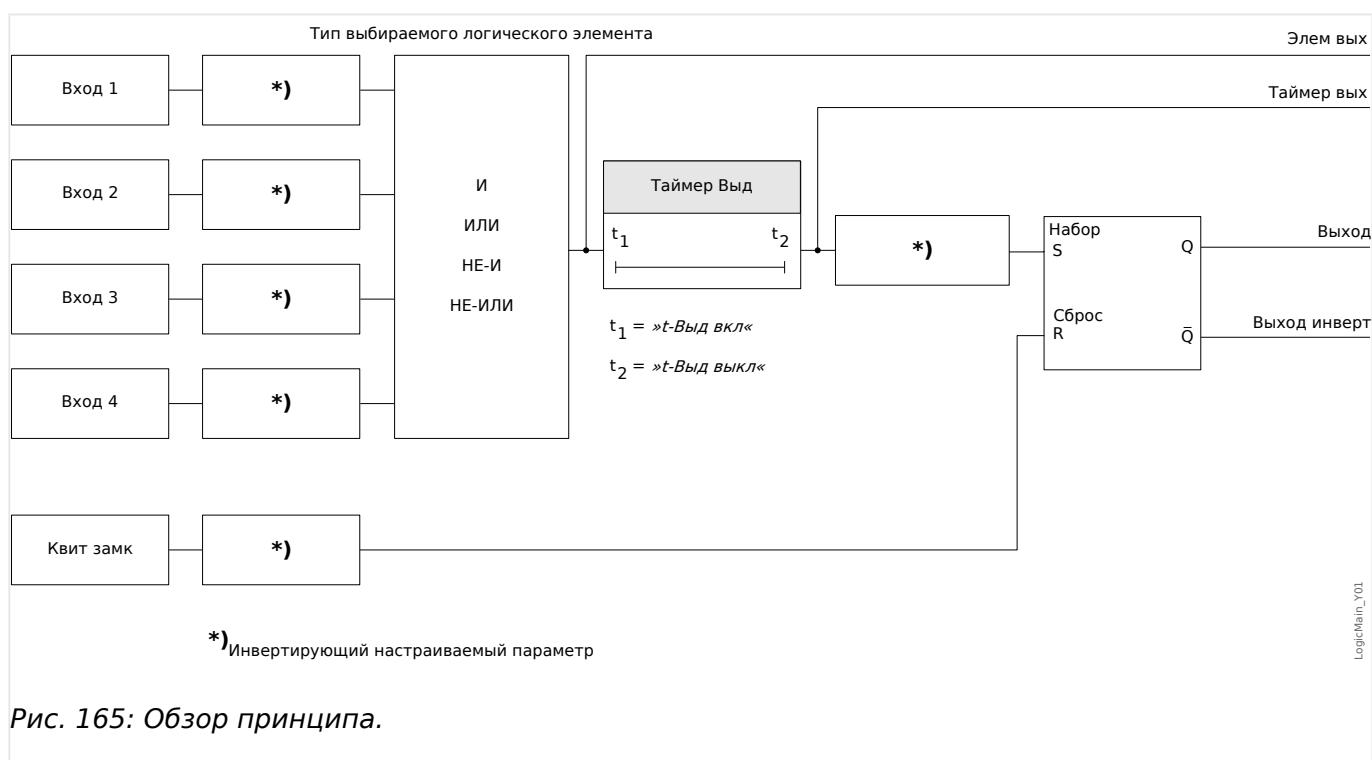 Тип выбираемого логического элемента
Элем вых
Вход 1
*)
Таймер вых
Вход 2
*)
И
ИЛИ
НЕ-И
НЕ-ИЛИ
Таймер Выд
t1
t2
*)
Набор
S
Q
Выход
Вход 3
*)
t1 = »t-Выд вкл«
t2 = »t-Выд выкл«
Сброс
R
Q̅
Выход инверт
Вход 4
*)
Квит замк
*)
*)Инвертирующий настраиваемый параметр
LogicMain_Y01
Рис. 165: Обзор принципа.